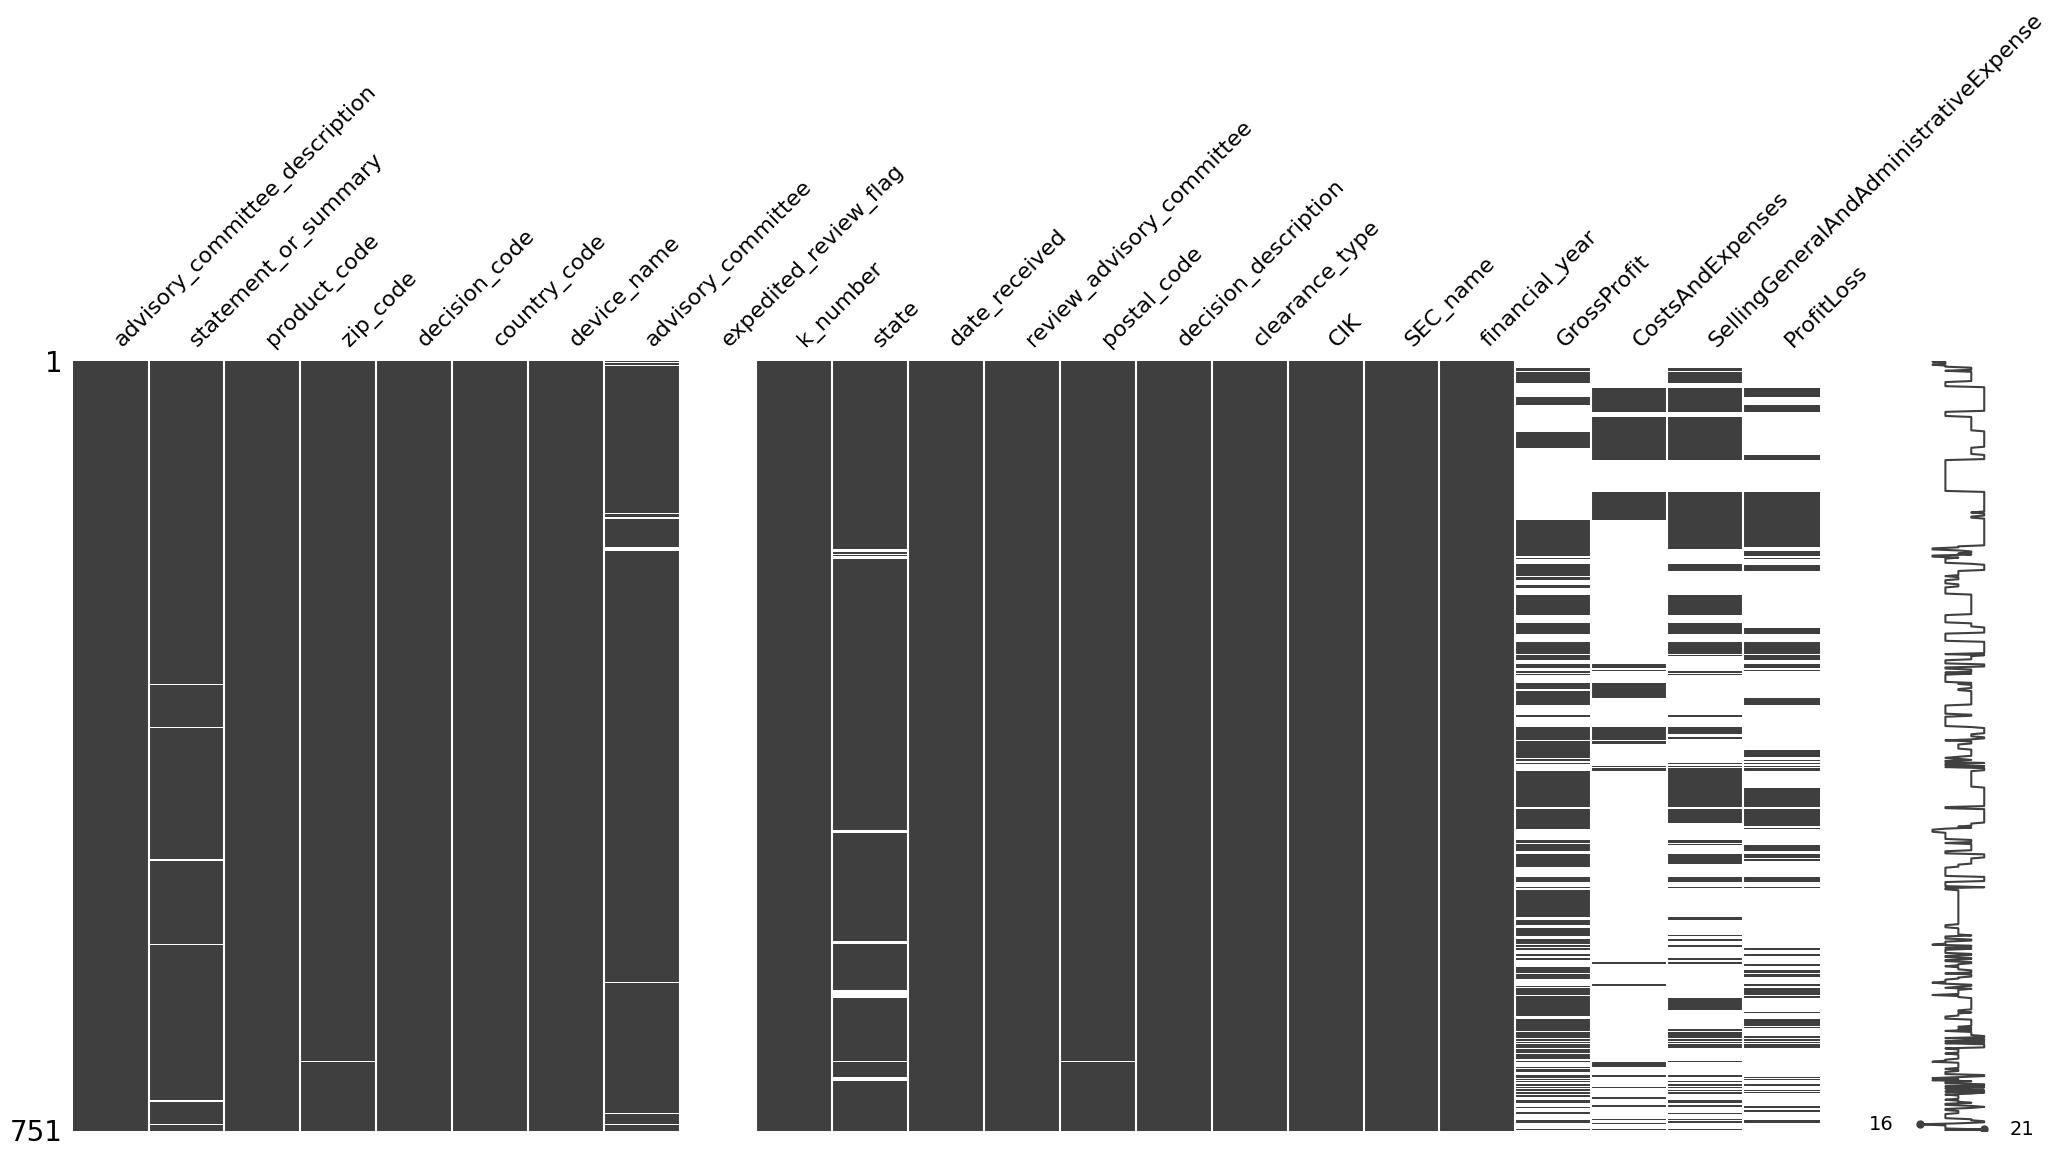 advisory_committee_description
statement_or_summary
product_code
zip_code
decision_code
country_code
device_name
advisory_committee
expedited_review_flag
k_number
state
date_received
review_advisory_committee
postal_code
decision_description
clearance_type
CIK
SEC_name
financial_year
GrossProfit
CostsAndExpenses
SellingGeneralAndAdministrativeExpense
ProfitLoss
1
751
16
21